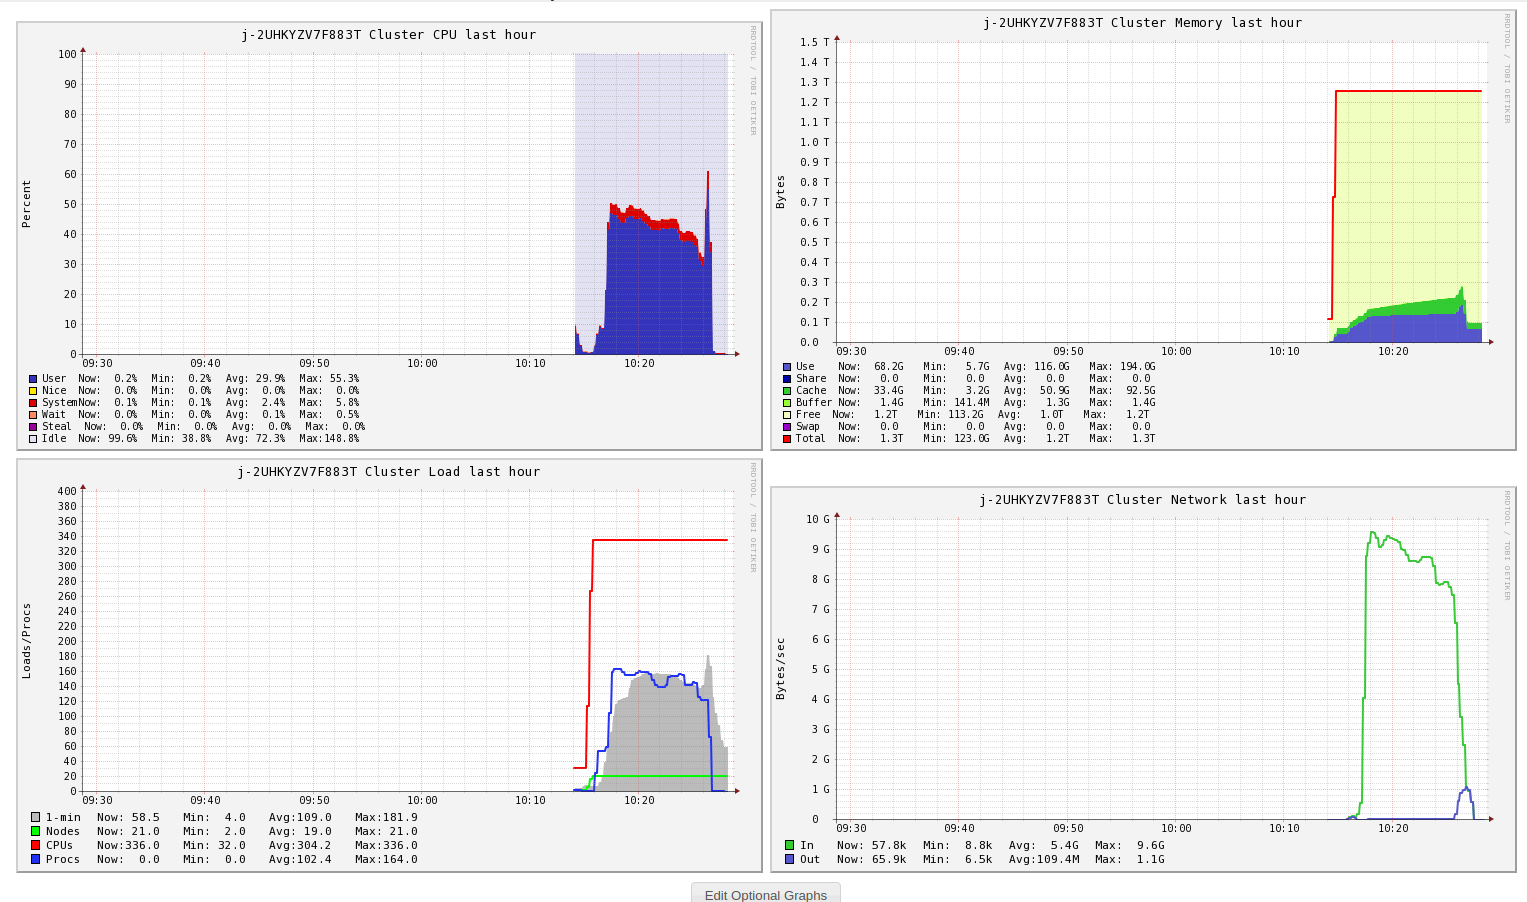 j-2UHKYZV7F883T Cluster CPU last hour
RRDTOOL / TOBI OETIKER
Percent
100
90
80
70
60
50
40
30
20
10
0
09:30 09:40 09:50 10:00 10:10 10:20
User Now: 0.2% Min: 0.2% Avg: 29.9% Max: 55.3%
Nice Now: 0.0% Min: 0.0% Avg: 0.0% Max: 0.0%
System Now: 0.1% Min: 0.1% Avg: 2.4% Max: 5.8%
Wait Now: 0.0% Min: 0.0% Avg: 0.1% Max: 0.5%
Steal Now: 0.0% Min: 0.0% Avg: 0.0% Max: 0.0%
Idle Now: 99.6% Min: 38.8% Avg: 72.3% Max:148.8%
j-2UHKYZV7F883T Cluster Memory last hour
RRDTOOL / TOBI OETIKER
Bytes
1.5 T
1.4 T
1.3 T
1.2 T
1.1 T
1.0 T
0.9 T
0.8 T
0.7 T
0.6 T
0.5 T
0.4 T
0.3 T
0.2 T
0.1 T
0.0
09:30 09:40 09:50 10:00 10:10 10:20
Use Now: 68.2G Min: 5.7G Avg: 116.0G Max: 194.0G
Share Now: 0.0 Min: 0.0 Avg: 0.0 Max: 0.0
Cache Now: 33.4G Min: 3.2G Avg: 50.9G Max: 92.5G
Buffer Now: 1.4G Min: 141.4M Avg: 1.3G Max: 1.4G
Free Now: 1.2T Min: 113.2G Avg: 1.0T Max: 1.2T
Swap Now: 0.0 Min: 0.0 Avg: 0.0 Max: 0.0
Total Now: 1.3T Min: 123.0G Avg: 1.2T Max: 1.3T
j-2UHKYZV7F883T Cluster Load last hour
RRDTOOL / TOBI OETIKER
Loads/Procs
400
380
360
340
320
300
280
260
240
220
200
180
160
140
120
100
80
60
40
20
0
09:30 09:40 09:50 10:00 10:10 10:20
1-min Now: 58.5 Min: 4.0 Avg:109.0 Max:181.9
Nodes Now: 21.0 Min: 2.0 Avg: 19.0 Max: 21.0
CPUs Now:336.0 Min: 32.0 Avg:304.2 Max:336.0
Procs Now: 0.0 Min: 0.0 Avg:102.4 Max:164.0
j-2UHKYZV7F883T Cluster Network last hour
RRDTOOL / TOBI OETIKER
Bytes/sec
10 G
9 G
8 G
7 G
6 G
5 G
4 G
3 G
2 G
1 G
0
09:30 09:40 09:50 10:00 10:10 10:20
In Now: 57.8k Min: 8.8k Avg: 5.4G Max: 9.6G
Out Now: 65.9k Min: 6.5k Avg:109.4M Max: 1.1G
Edit Optional Graphs